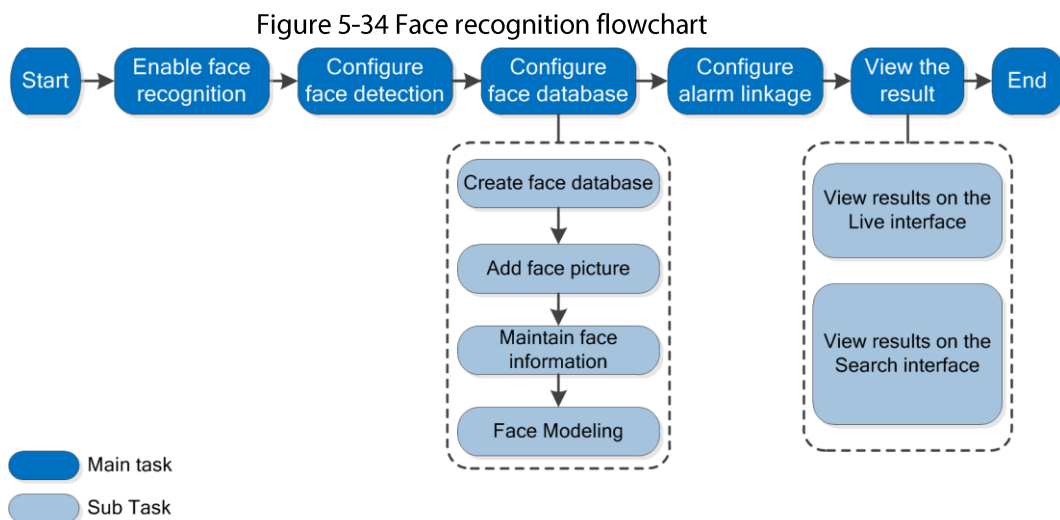 Figure 5-34 Face recognition flowchart
Start
Enable face
recognition
Configure
face detection
Configure
face database
Configure
alarm linkage
View the
result
End
Create face database
Add face picture
Maintain face
information
Face Modeling
View results on the
Live interface
View results on the
Search interface
Main task
Sub Task